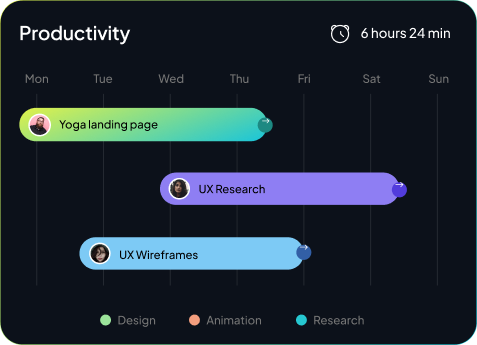 Productivity
6 hours 24 min
Mon Tue Wed Thu Fri Sat Sun
Yoga landing page
UX Research
UX Wireframes
Design Animation Research